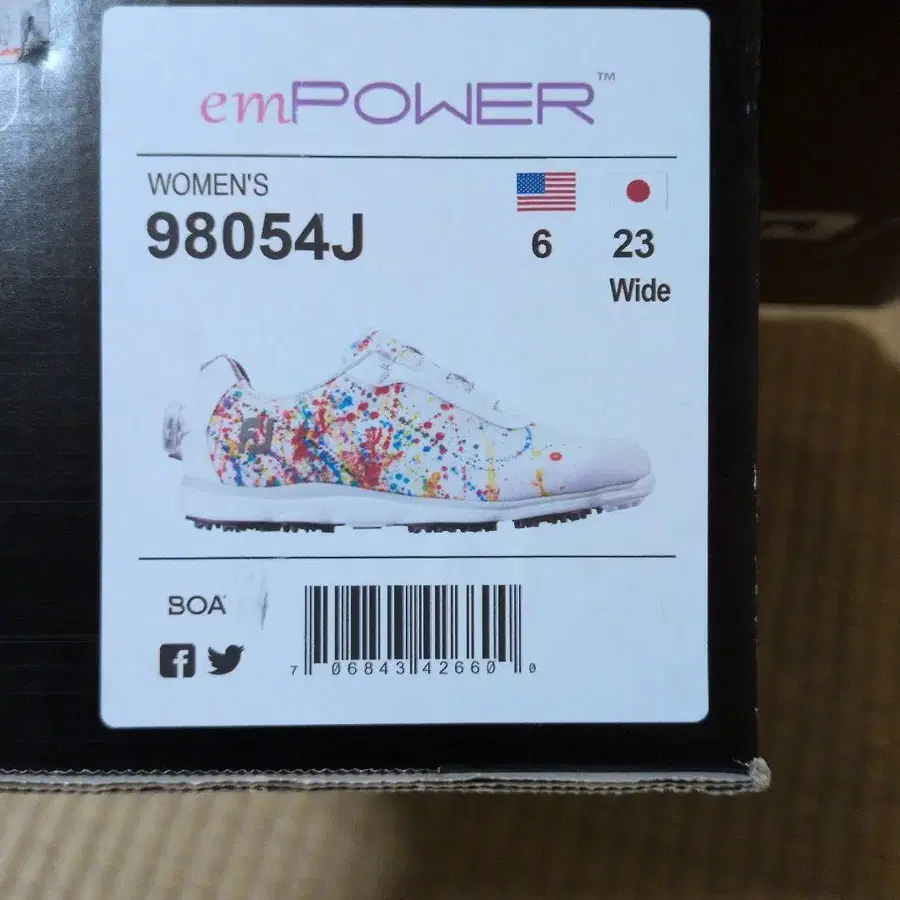 emPOWER™
WOMEN'S
98054J
6
23
Wide
FJ
BOA
7 06843 42660 0